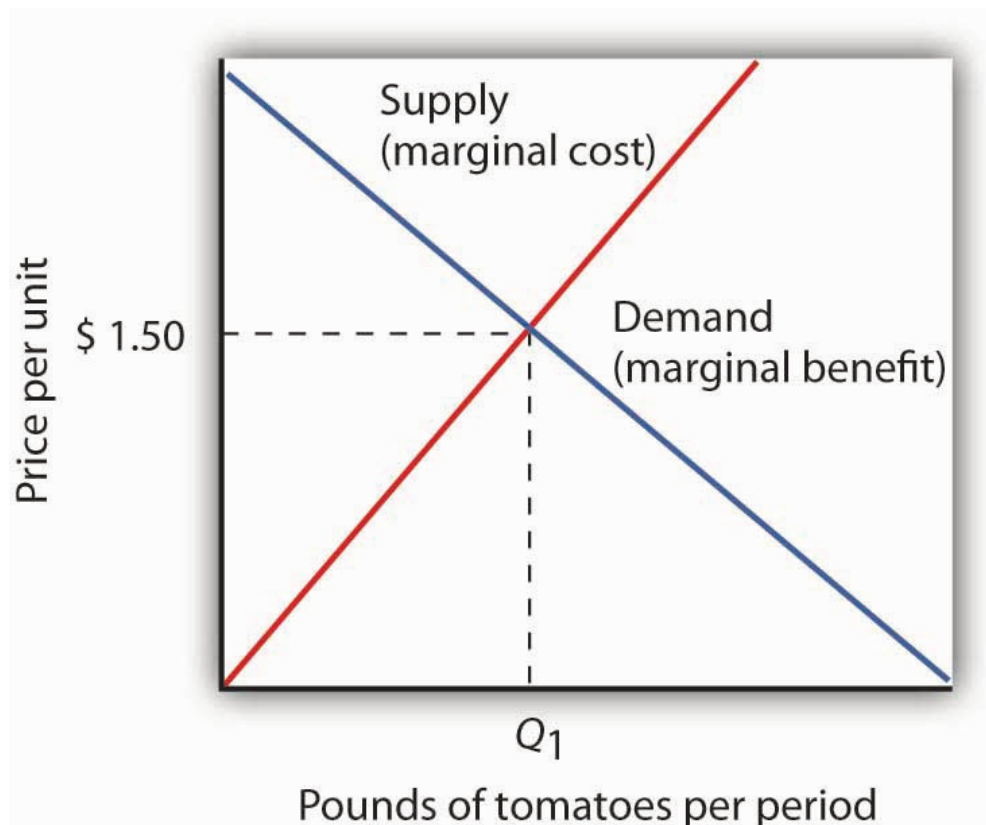 Supply
(marginal cost)
Demand
(marginal benefit)
Price per unit
$ 1.50
Q1
Pounds of tomatoes per period